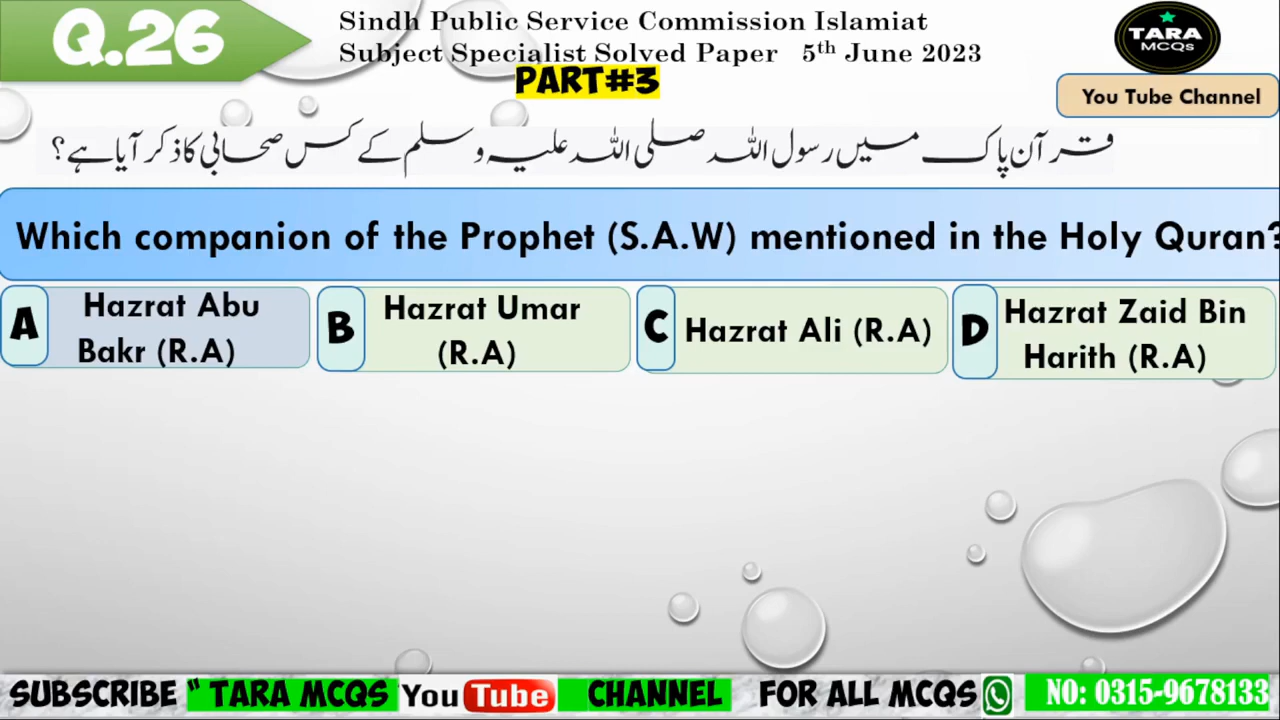 Q.26
Sindh Public Service Commission Islamiat
Subject Specialist Solved Paper 5th June 2023
PART#3
TARA
MCQs
You Tube Channel
قرآن پاک میں رسول اللہ صلی اللہ علیہ وسلم کے کس صحابی کا ذکر آیا ہے؟
Which companion of the Prophet (S.A.W) mentioned in the Holy Quran?
A Hazrat Abu
Bakr (R.A)
B Hazrat Umar
(R.A)
C Hazrat Ali (R.A)
D Hazrat Zaid Bin
Harith (R.A)
SUBSCRIBE " TARA MCQS YouTube CHANNEL FOR ALL MCQS NO: 0315-9678133